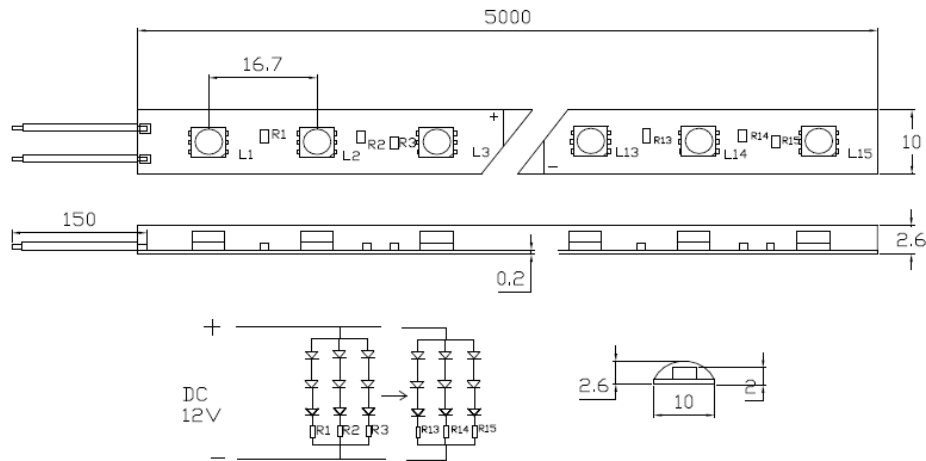 5000
16.7
+
R1
R2
R3
R13
R14
R15
10
L1
L2
L3
L13
L14
L15
-
150
2.6
0.2
+
DC
12V
-
R1
R2
R3
R13
R14
R15
2.6
10
2